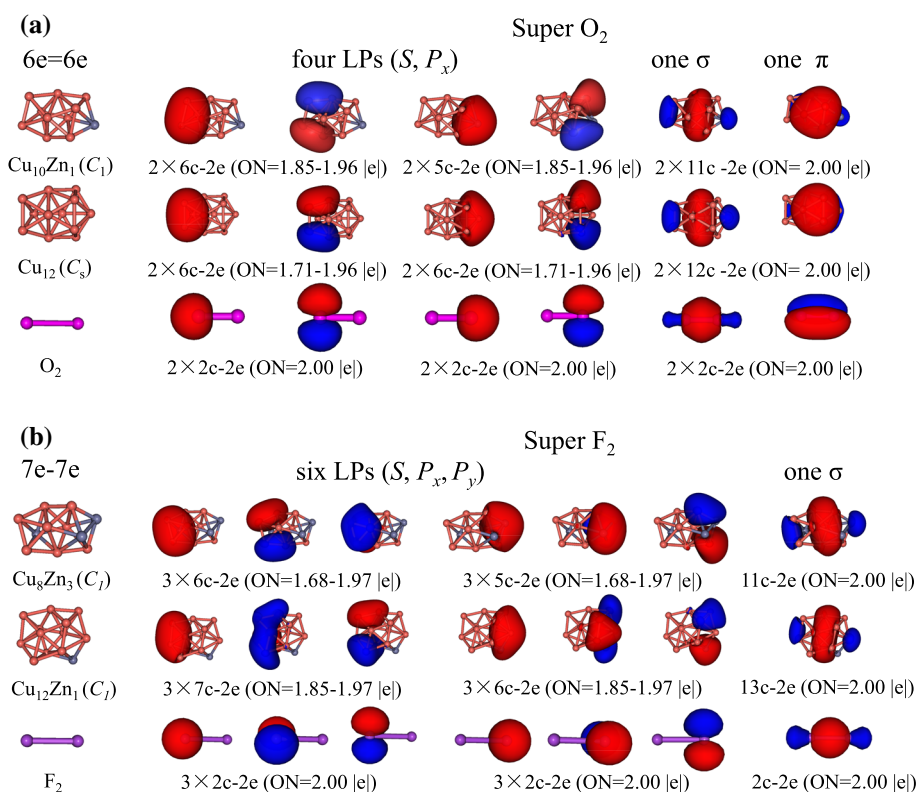 (a)
Super O₂
6e=6e
four LPs (S, Pₓ)
one σ
one π
Cu₁₀Zn₁ (C₁)
2×6c-2e (ON=1.85-1.96 |e|)
2×5c-2e (ON=1.85-1.96 |e|)
2×11c -2e (ON= 2.00 |e|)
Cu₁₂ (Cₛ)
2×6c-2e (ON=1.71-1.96 |e|)
2×6c-2e (ON=1.71-1.96 |e|)
2×12c -2e (ON= 2.00 |e|)
O₂
2×2c-2e (ON=2.00 |e|)
2×2c-2e (ON=2.00 |e|)
2×2c-2e (ON=2.00 |e|)
(b)
Super F₂
7e-7e
six LPs (S, Pₓ, Pᵧ)
one σ
Cu₈Zn₃ (C₁)
3×6c-2e (ON=1.68-1.97 |e|)
3×5c-2e (ON=1.68-1.97 |e|)
11c-2e (ON=2.00 |e|)
Cu₁₂Zn₁ (C₁)
3×7c-2e (ON=1.85-1.97 |e|)
3×6c-2e (ON=1.85-1.97 |e|)
13c-2e (ON=2.00 |e|)
F₂
3×2c-2e (ON=2.00 |e|)
3×2c-2e (ON=2.00 |e|)
2c-2e (ON=2.00 |e|)